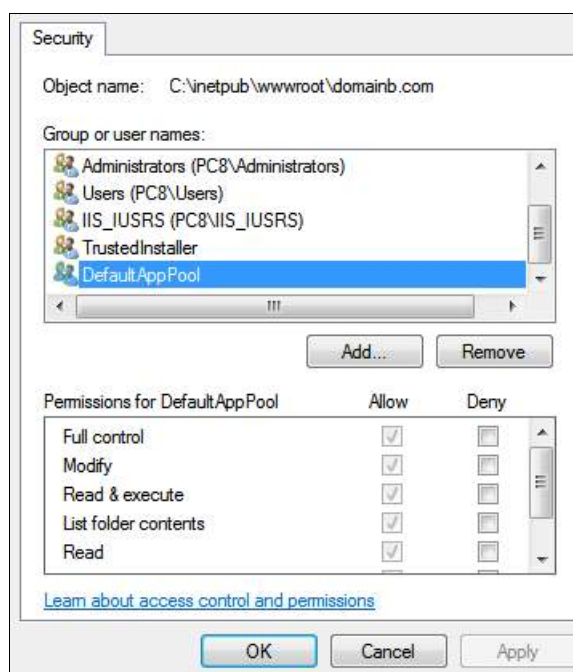 Security
Object name: C:\inetpub\wwwroot\domainb.com
Group or user names:
Administrators (PC8\Administrators)
Users (PC8\Users)
IIS_IUSRS (PC8\IIS_IUSRS)
TrustedInstaller
DefaultAppPool
Add... Remove
Permissions for DefaultAppPool Allow Deny
Full control
Modify
Read & execute
List folder contents
Read
Learn about access control and permissions
OK Cancel Apply